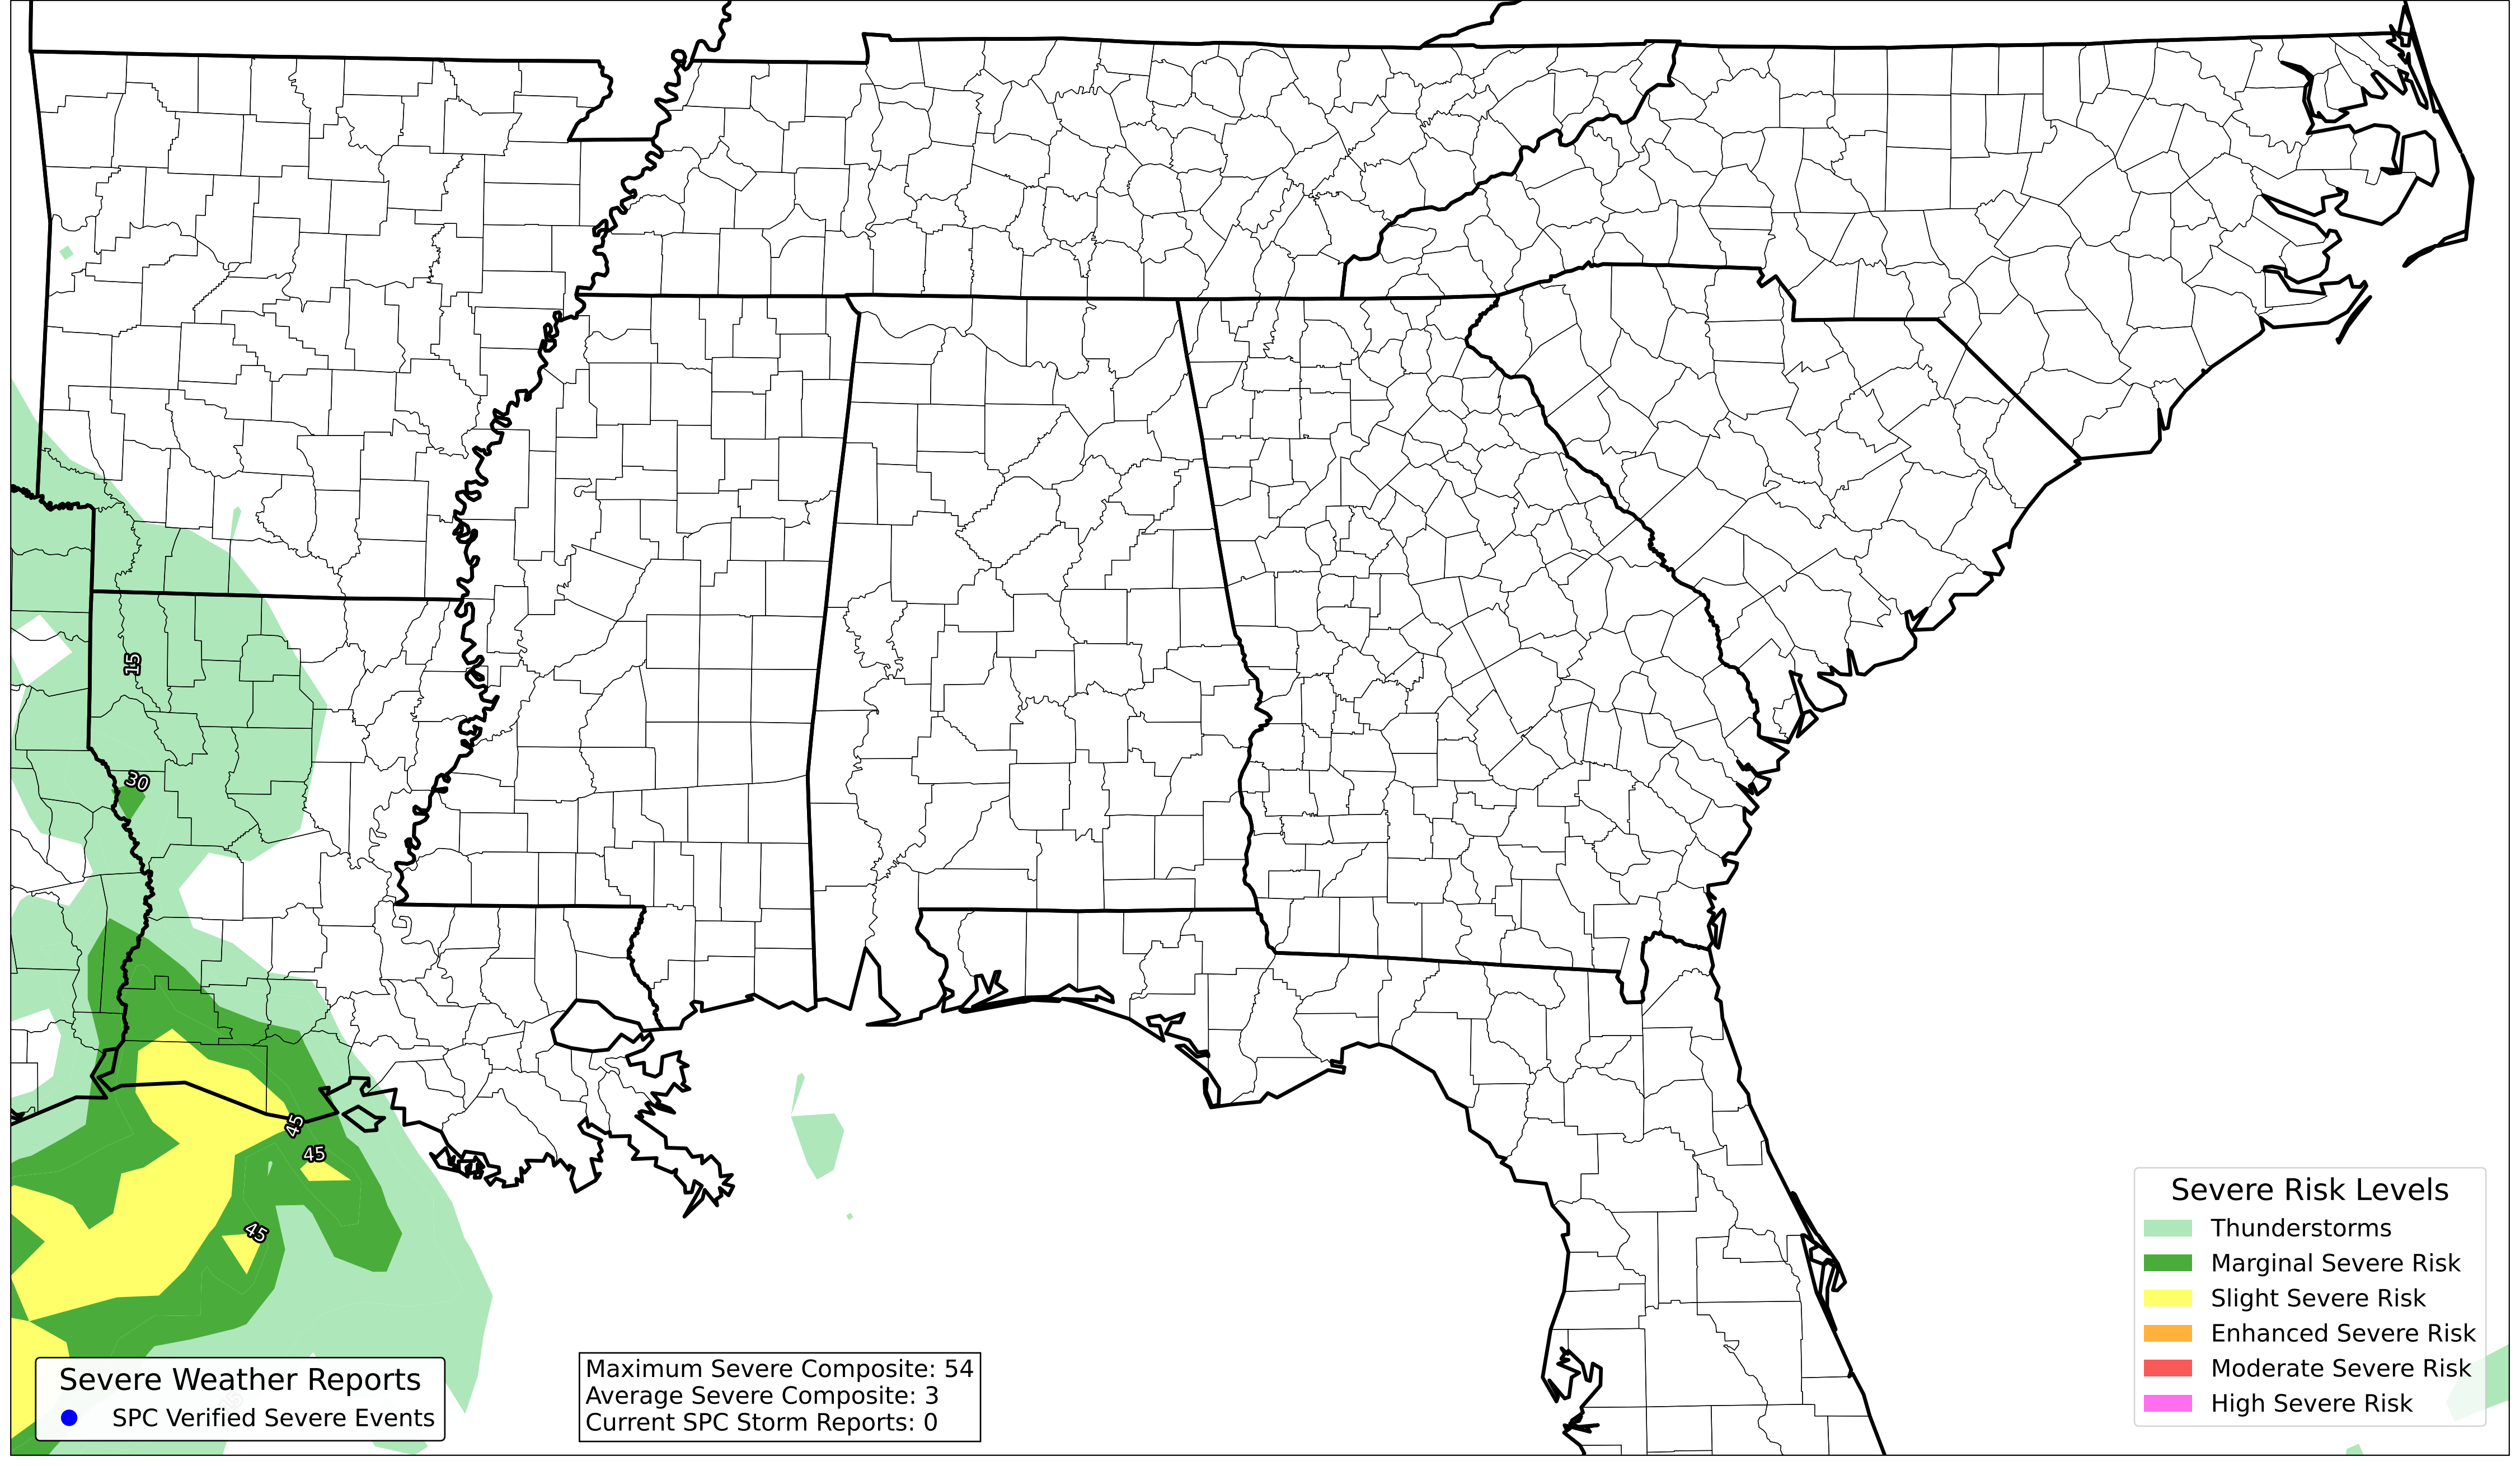 15
30
45
45
45
Severe Weather Reports
SPC Verified Severe Events
Maximum Severe Composite: 54
Average Severe Composite: 3
Current SPC Storm Reports: 0
Severe Risk Levels
Thunderstorms
Marginal Severe Risk
Slight Severe Risk
Enhanced Severe Risk
Moderate Severe Risk
High Severe Risk